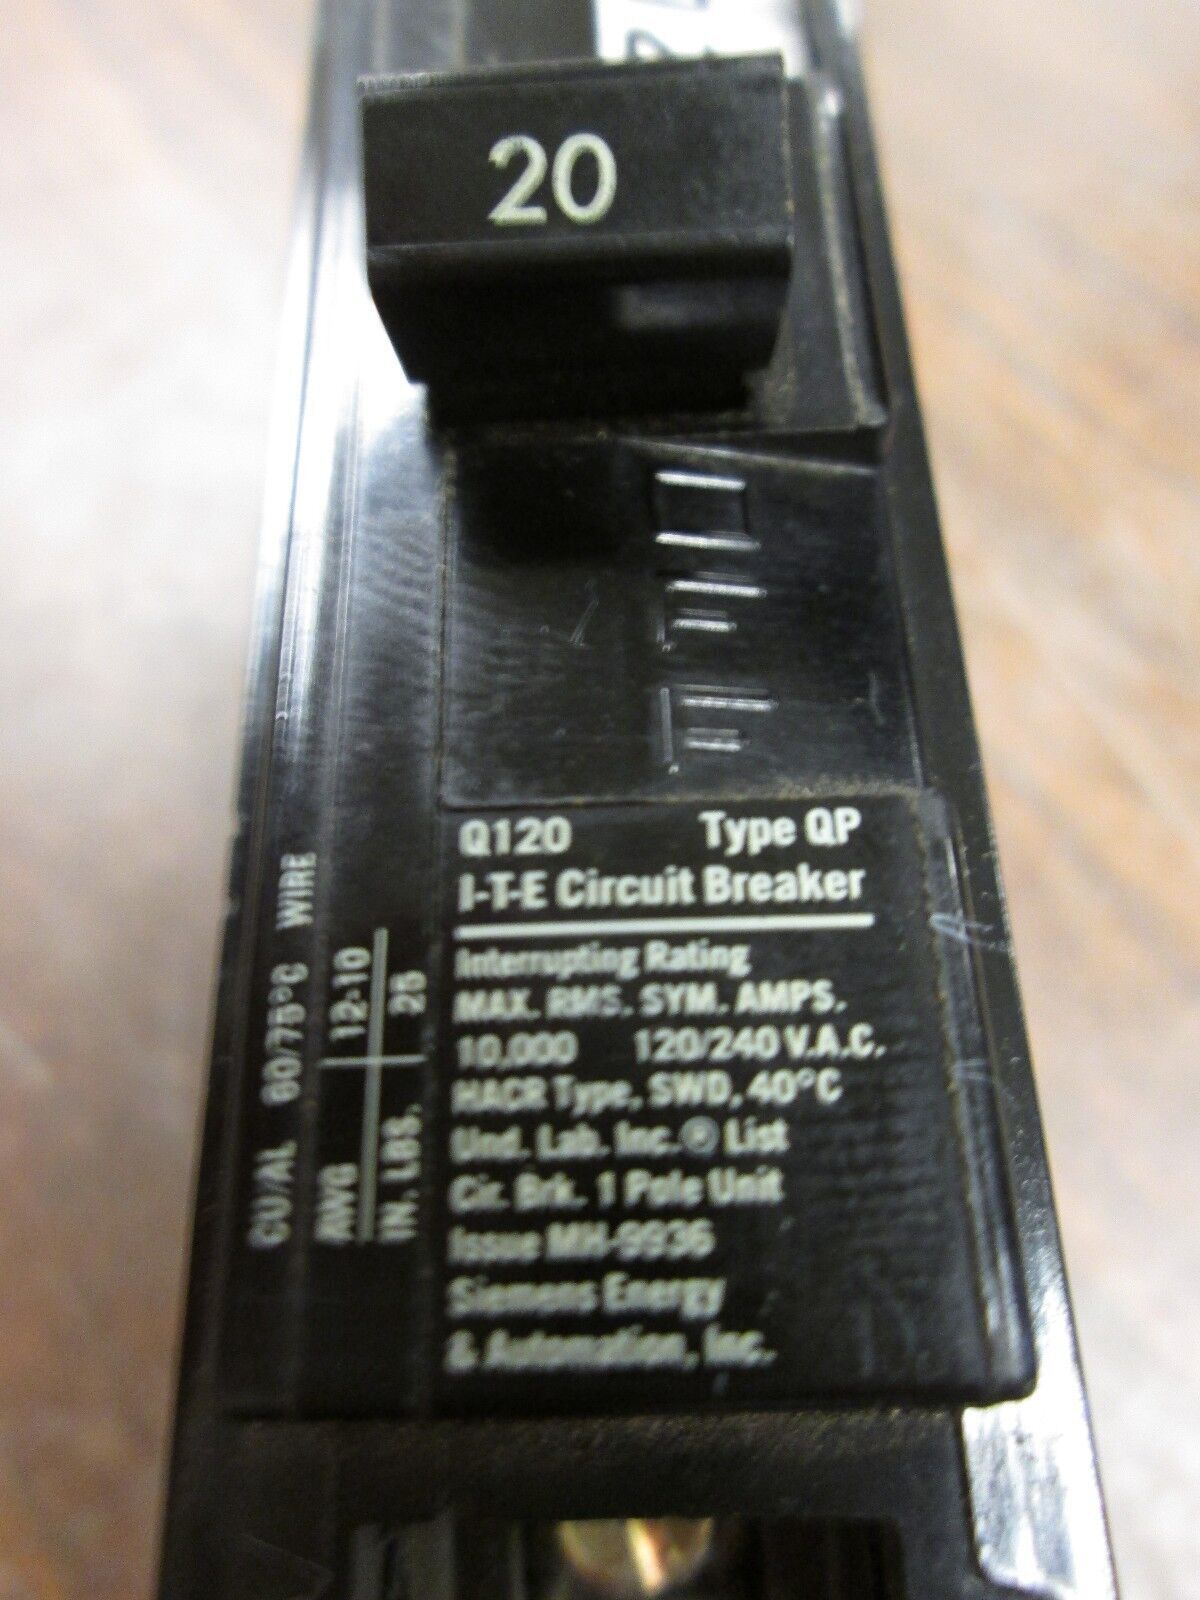 20
OFF
Q120 Type QP
I-T-E Circuit Breaker
Interrupting Rating
MAX. RMS. SYM. AMPS.
10,000 120/240 V.A.C.
HACR Type, SWD, 40°C
Und. Lab. Inc.® List
Cir. Brk. 1 Pole Unit
Issue MH-9936
Siemens Energy
& Automation, Inc.
CU/AL 60/75°C WIRE
AWG 12-10
IN. LBS. 25